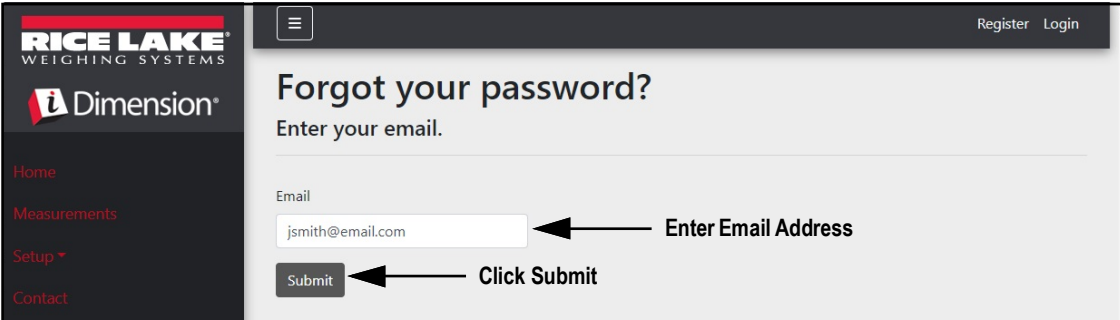 RICE LAKE®
WEIGHING SYSTEMS
i Dimension®
Home
Measurements
Setup
Contact
Register Login
Forgot your password?
Enter your email.
Email
jsmith@email.com
Enter Email Address
Submit
Click Submit